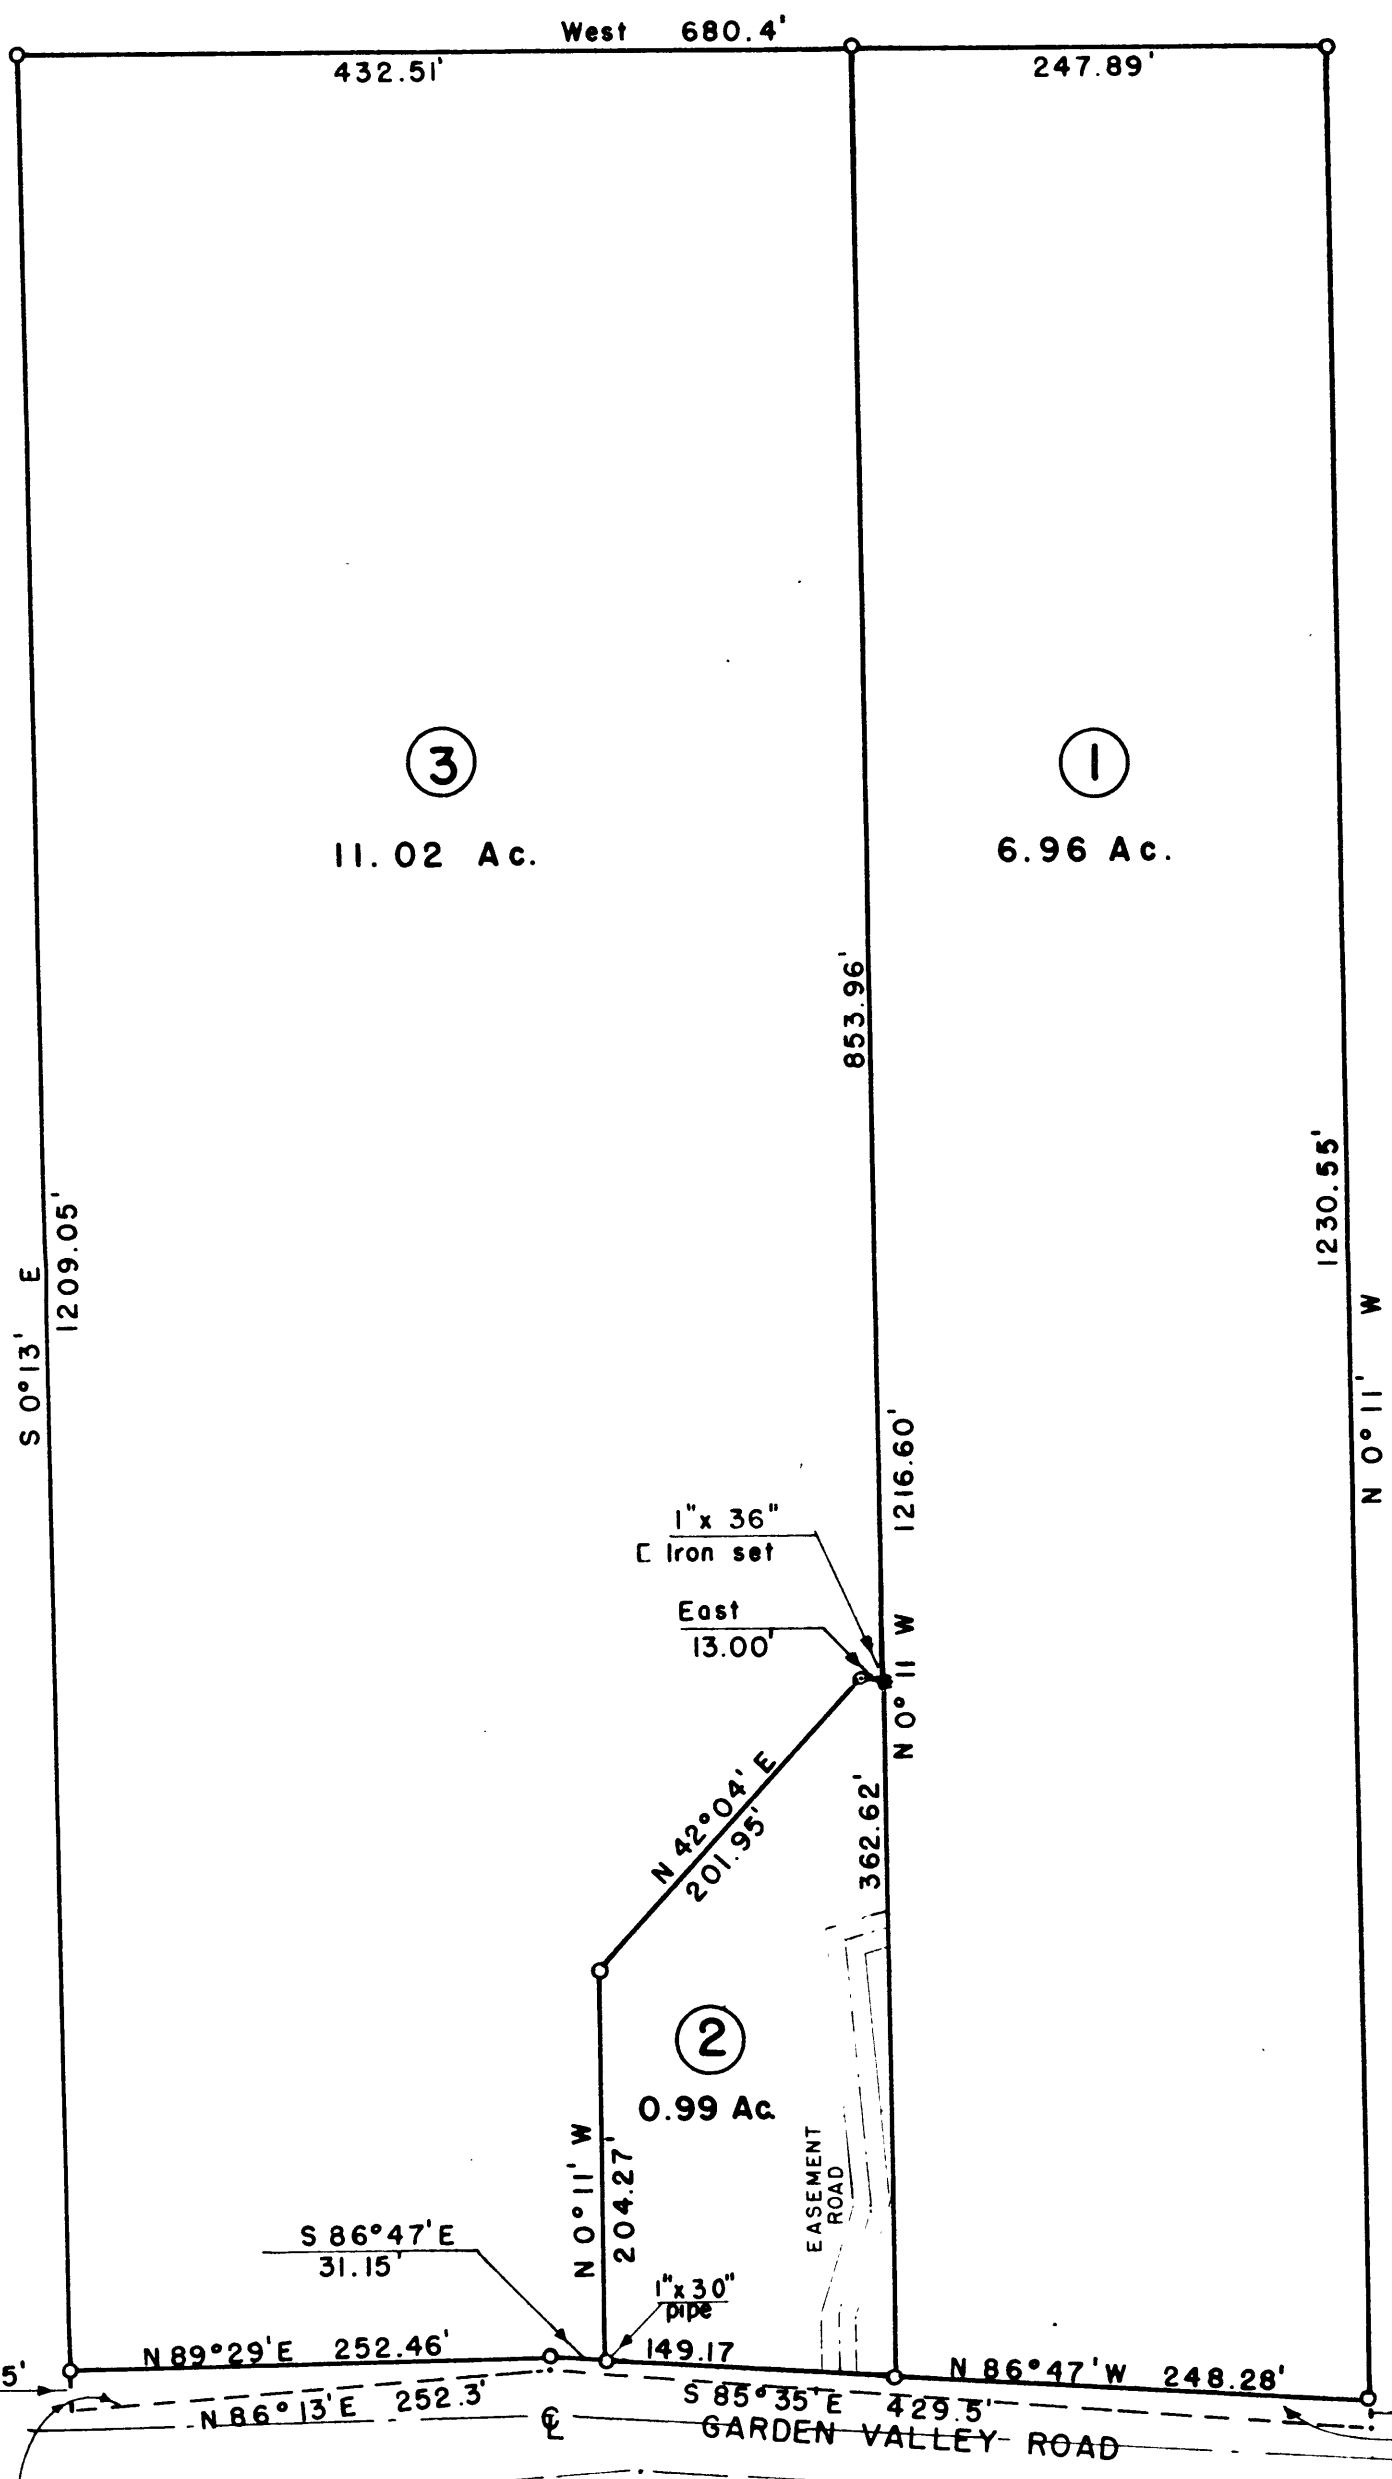 West 680.4'
432.51'
247.89'
3
11.02 Ac.
1
6.96 Ac.
853.96'
1230.55'
N 0° 11' W
S 0° 13' E
1209.05'
1216.60'
N 0° 11 W
1" x 36"
Iron set
East
13.00'
N 42° 04' E
201.95'
362.62'
2
0.99 Ac.
EASEMENT
ROAD
N 0° 11' W
204.27'
S 86° 47' E
31.15'
1" x 30"
pipe
N 89° 29' E 252.46'
149.17
N 86° 47' W 248.28'
5'
N 86° 13' E 252.3'
S 85° 35' E 429.5'
℄
GARDEN VALLEY ROAD